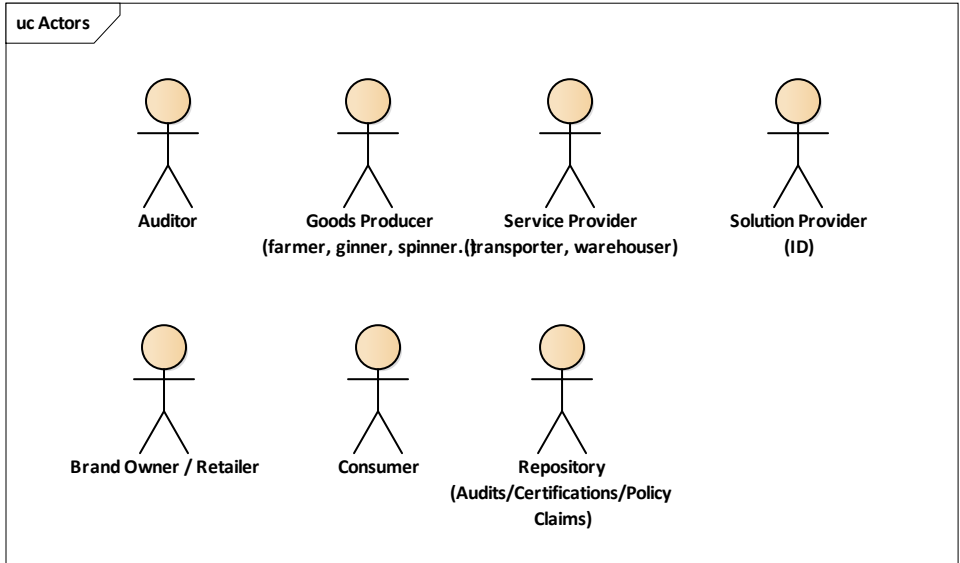 uc Actors
Auditor
Goods Producer
(farmer, ginner, spinner..)
Service Provider
(transporter, warehouser)
Solution Provider
(ID)
Brand Owner / Retailer
Consumer
Repository
(Audits/Certifications/Policy
Claims)